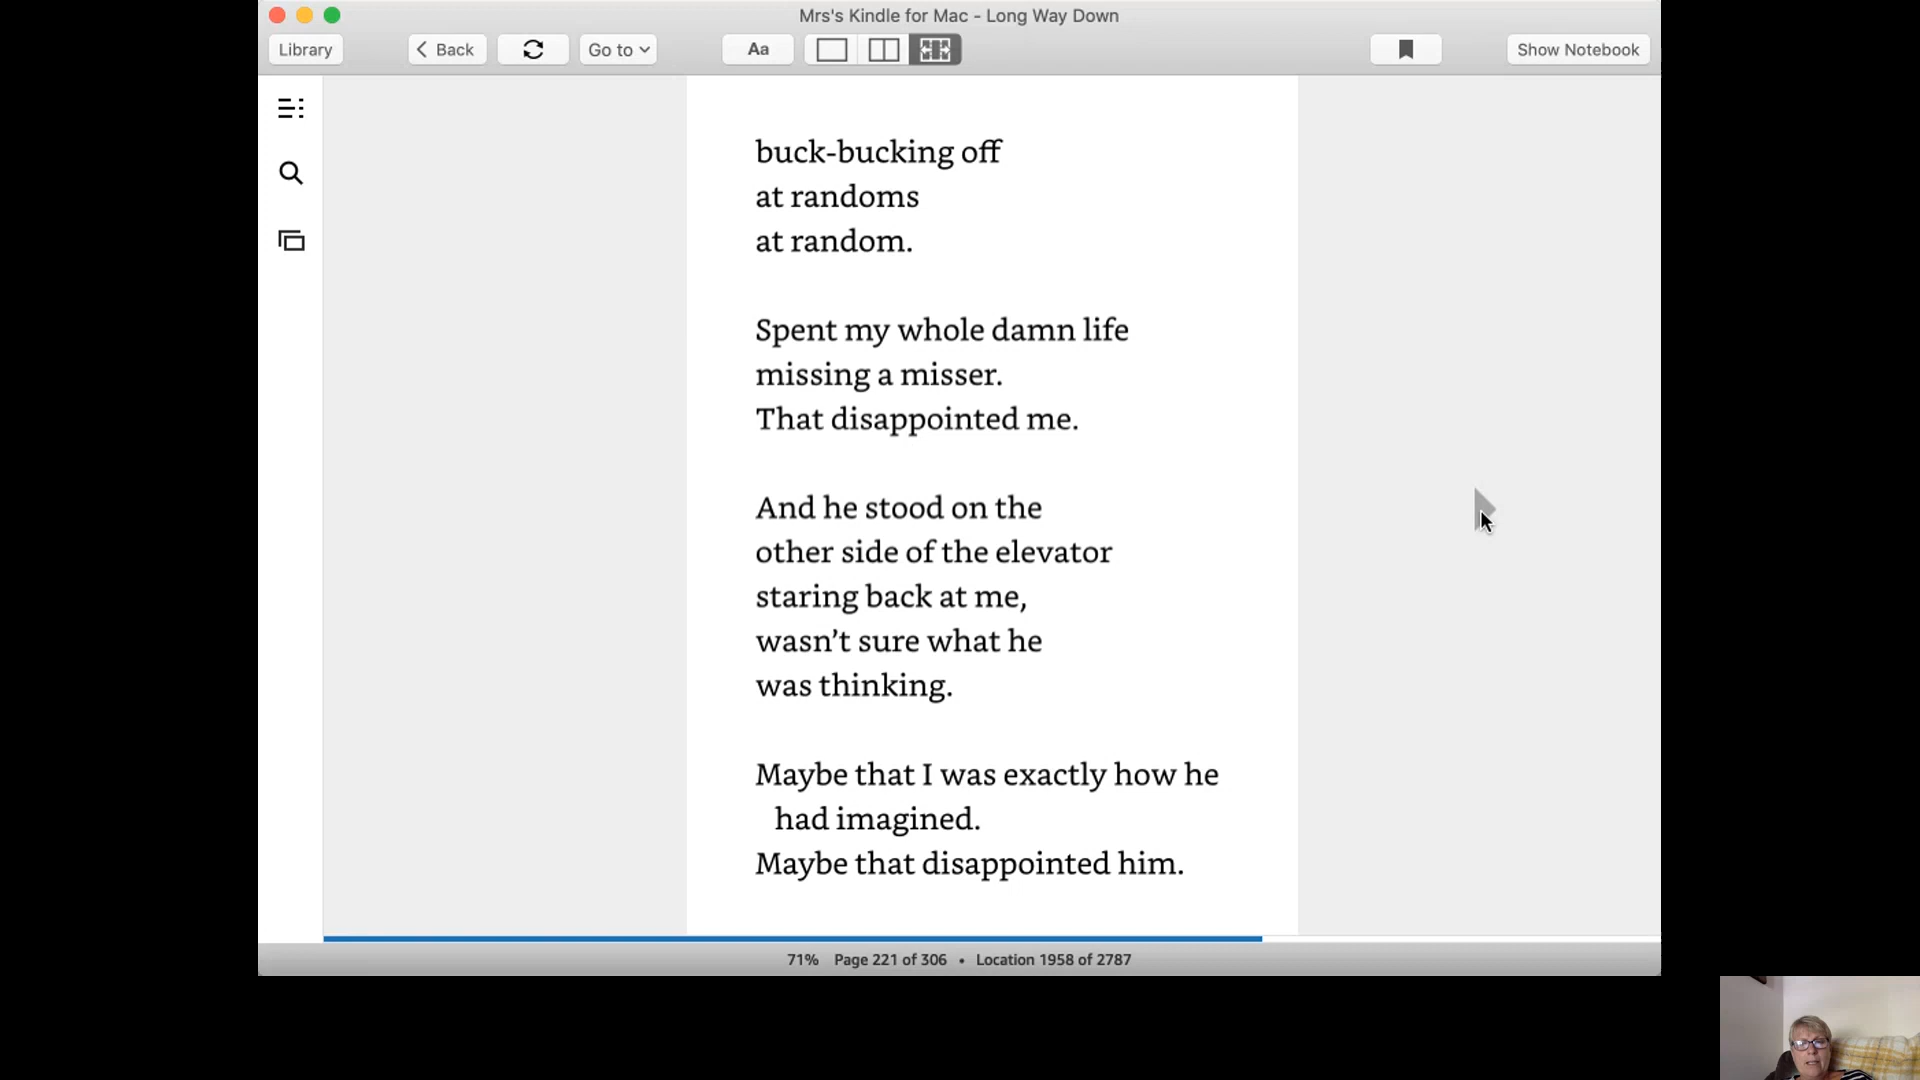 Mrs's Kindle for Mac - Long Way Down
Library
Back
Go to
Aa
Show Notebook
buck-bucking off
at randoms
at random.
Spent my whole damn life
missing a misser.
That disappointed me.
And he stood on the
other side of the elevator
staring back at me,
wasn’t sure what he
was thinking.
Maybe that I was exactly how he
had imagined.
Maybe that disappointed him.
71% Page 221 of 306 • Location 1958 of 2787